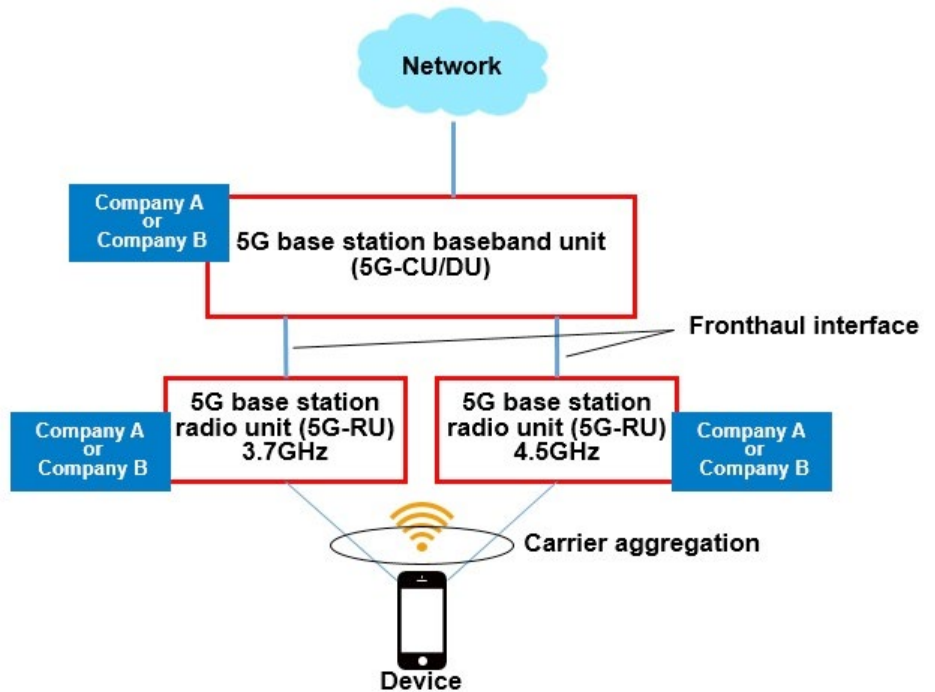 Network
Company A
or
Company B
5G base station baseband unit
(5G-CU/DU)
Fronthaul interface
5G base station
radio unit (5G-RU)
3.7GHz
5G base station
radio unit (5G-RU)
4.5GHz
Company A
or
Company B
Company A
or
Company B
Carrier aggregation
Device